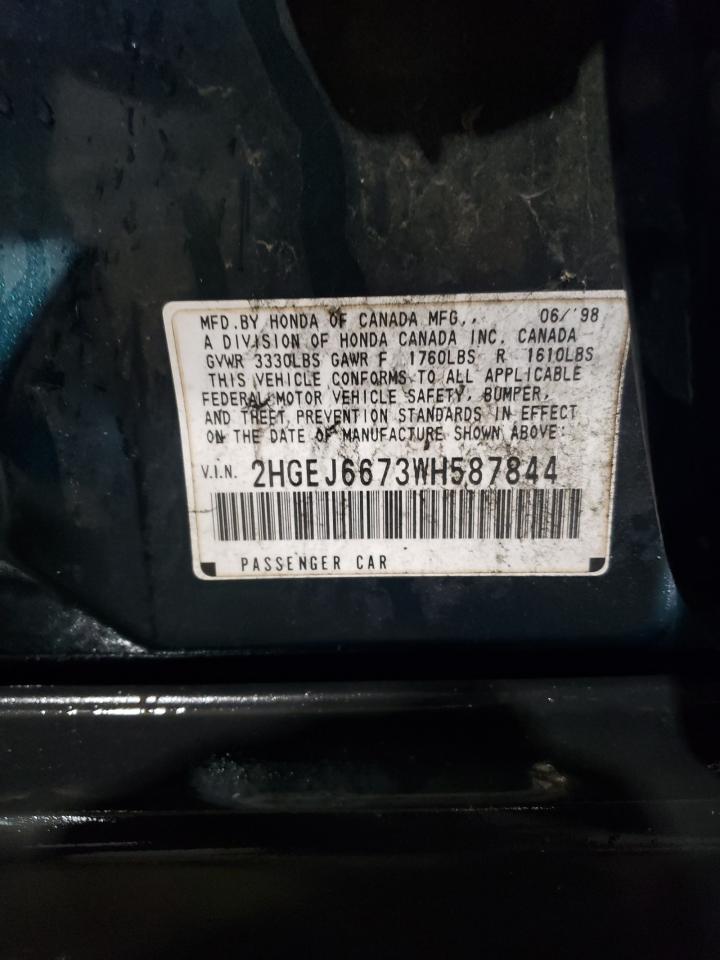 MFD.BY HONDA OF CANADA MFG,. 06/'98
A DIVISION OF HONDA CANADA INC. CANADA
GVWR 3330LBS GAWR F 1760LBS R 1610LBS
THIS VEHICLE CONFORMS TO ALL APPLICABLE
FEDERAL MOTOR VEHICLE SAFETY, BUMPER,
AND THEFT PREVENTION STANDARDS IN EFFECT
ON THE DATE OF MANUFACTURE SHOWN ABOVE:
V.I.N. 2HGEJ6673WH587844
PASSENGER CAR